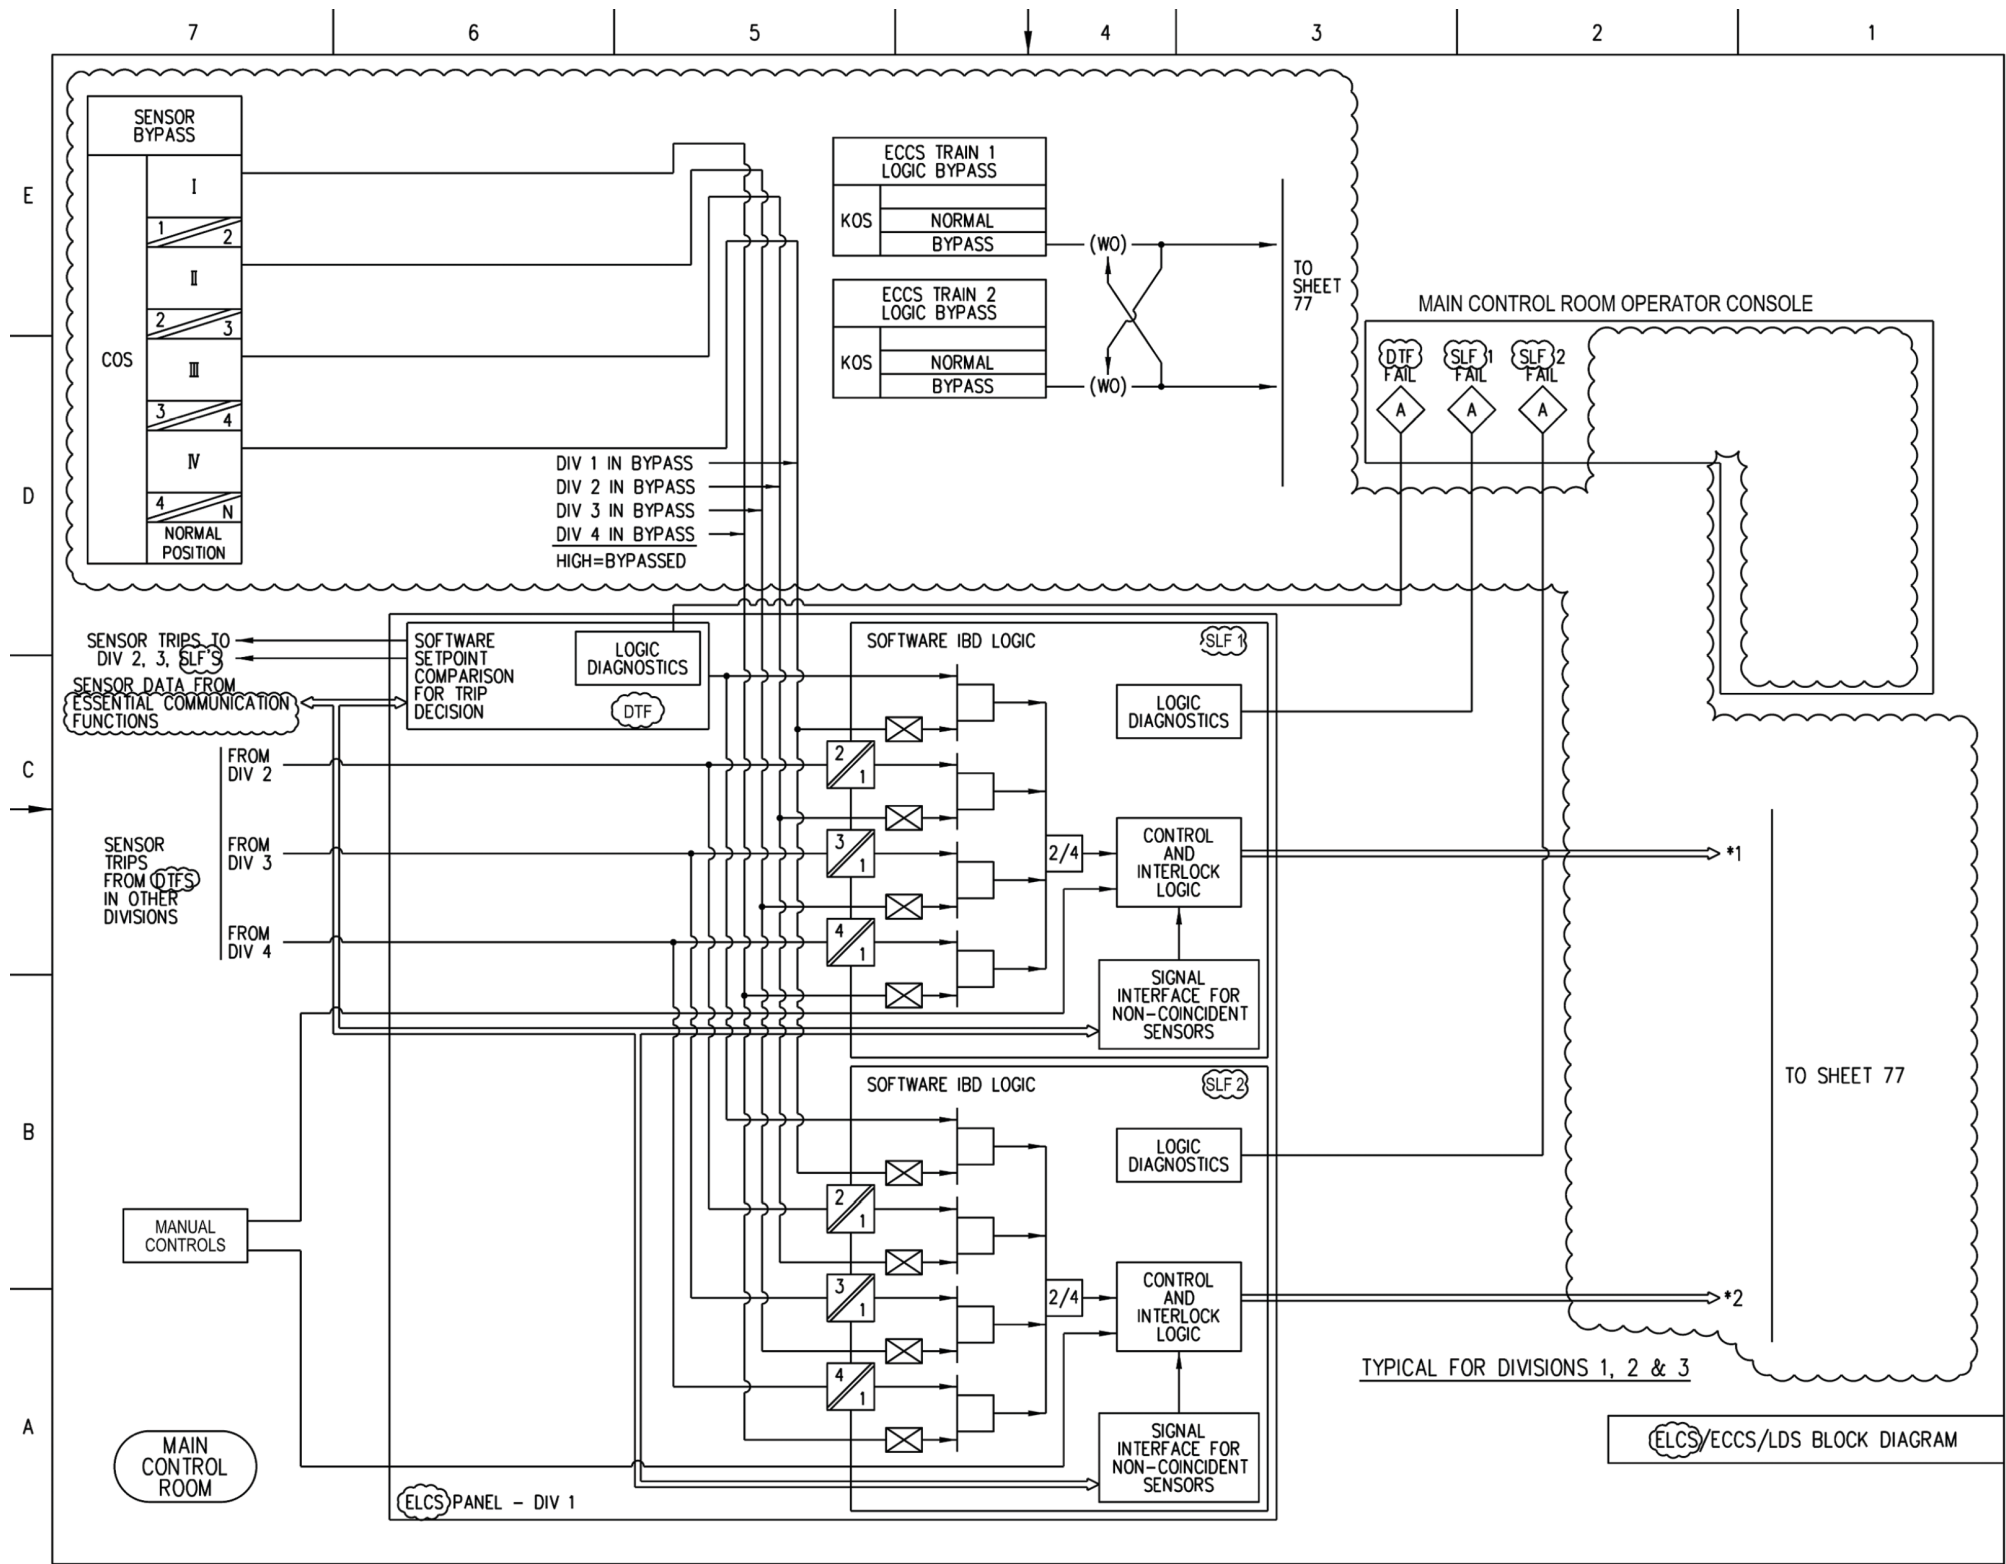 7 6 5 4 3 2 1
E
D
C
B
A
SENSOR
BYPASS
COS
I
1
2
II
2
3
III
3
4
IV
4
N
NORMAL
POSITION
ECCS TRAIN 1
LOGIC BYPASS
KOS
NORMAL
BYPASS
(WO)
ECCS TRAIN 2
LOGIC BYPASS
KOS
NORMAL
BYPASS
(WO)
TO
SHEET
77
MAIN CONTROL ROOM OPERATOR CONSOLE
DTF
FAIL
A
SLF 1
FAIL
A
SLF 2
FAIL
A
DIV 1 IN BYPASS
DIV 2 IN BYPASS
DIV 3 IN BYPASS
DIV 4 IN BYPASS
HIGH=BYPASSED
SENSOR TRIPS TO
DIV 2, 3, SLF'S
SENSOR DATA FROM
ESSENTIAL COMMUNICATION
FUNCTIONS
SOFTWARE
SETPOINT
COMPARISON
FOR TRIP
DECISION
LOGIC
DIAGNOSTICS
DTF
SOFTWARE IBD LOGIC
SLF 1
LOGIC
DIAGNOSTICS
FROM
DIV 2
FROM
DIV 3
FROM
DIV 4
SENSOR
TRIPS
FROM DTFS
IN OTHER
DIVISIONS
2
1
3
1
4
1
2/4
CONTROL
AND
INTERLOCK
LOGIC
*1
SIGNAL
INTERFACE FOR
NON-COINCIDENT
SENSORS
SOFTWARE IBD LOGIC
SLF 2
LOGIC
DIAGNOSTICS
2
1
3
1
4
1
2/4
CONTROL
AND
INTERLOCK
LOGIC
*2
SIGNAL
INTERFACE FOR
NON-COINCIDENT
SENSORS
TO SHEET 77
MANUAL
CONTROLS
MAIN
CONTROL
ROOM
ELCS PANEL - DIV 1
TYPICAL FOR DIVISIONS 1, 2 & 3
ELCS/ECCS/LDS BLOCK DIAGRAM